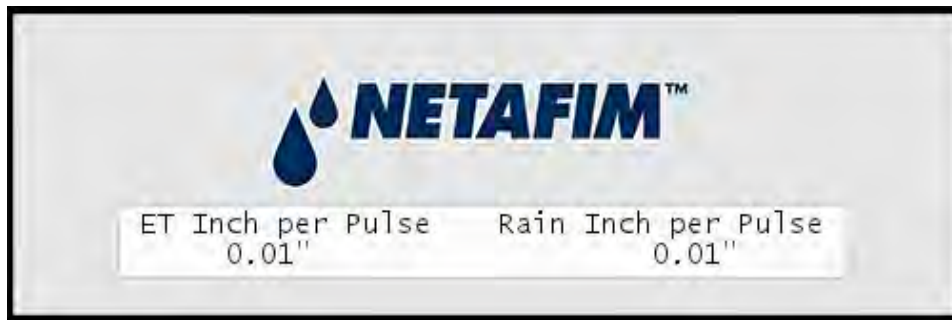 NETAFIM™
ET Inch per Pulse Rain Inch per Pulse
0.01" 0.01"